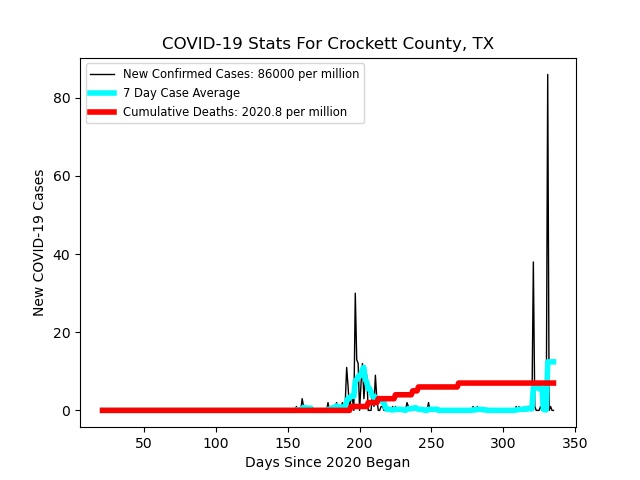 COVID-19 Stats For Crockett County, TX
New Confirmed Cases: 86000 per million
7 Day Case Average
Cumulative Deaths: 2020.8 per million
80
60
40
20
0
New COVID-19 Cases
50
100
150
200
250
300
350
Days Since 2020 Began